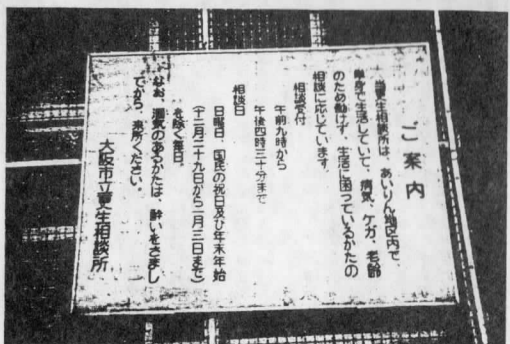 ご案内
当更生相談所は、あいりん地区内で、
単身で生活していて、病気、ケガ、老齢
のため働けず、生活に困っているかたの
相談に応じています。
相談受付
午前九時から
午後四時三十分まで
相談日
日曜日、国民の祝日及び年末年始
を除く毎日。
(十二月二十九日から一月三日まで)
なお、酒気のあるかたは、酔いをさまし
てから、来所ください。
大阪市立更生相談所